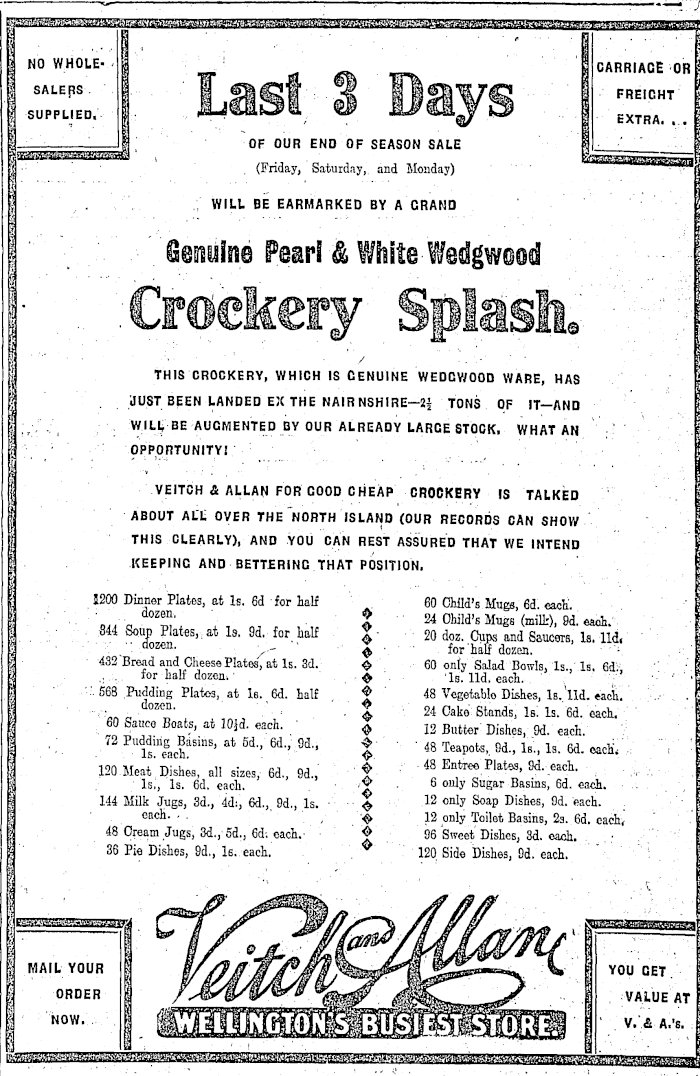 NO WHOLE-
SALERS
SUPPLIED.
CARRIAGE OR
FREIGHT
EXTRA. . .
Last 3 Days
OF OUR END OF SEASON SALE
(Friday, Saturday, and Monday)
WILL BE EARMARKED BY A GRAND
Genuine Pearl & White Wedgwood
Crockery Splash.
THIS CROCKERY, WHICH IS GENUINE WEDGWOOD WARE, HAS
JUST BEEN LANDED EX THE NAIRNSHIRE—2½ TONS OF IT—AND
WILL BE AUGMENTED BY OUR ALREADY LARGE STOCK. WHAT AN
OPPORTUNITY!
VEITCH & ALLAN FOR GOOD CHEAP CROCKERY IS TALKED
ABOUT ALL OVER THE NORTH ISLAND (OUR RECORDS CAN SHOW
THIS CLEARLY), AND YOU CAN REST ASSURED THAT WE INTEND
KEEPING AND BETTERING THAT POSITION.
1200 Dinner Plates, at 1s. 6d for half
dozen.
344 Soup Plates, at 1s. 9d. for half
dozen.
432 Bread and Cheese Plates, at 1s. 3d.
for half dozen.
568 Pudding Plates, at 1s. 6d. half
dozen.
60 Sauce Boats, at 10½d. each.
72 Pudding Basins, at 5d., 6d., 9d.,
1s. each.
120 Meat Dishes, all sizes, 6d., 9d.,
1s., 1s. 6d. each.
144 Milk Jugs, 3d., 4d., 6d., 9d., 1s.
each.
48 Cream Jugs, 3d., 5d., 6d. each.
36 Pie Dishes, 9d., 1s. each.
60 Child's Mugs, 6d. each.
24 Child's Mugs (milk), 9d. each.
20 doz. Cups and Saucers, 1s. 11d.
for half dozen.
60 only Salad Bowls, 1s., 1s. 6d.,
1s. 11d. each.
48 Vegetable Dishes, 1s. 11d. each.
24 Cake Stands, 1s. 1s. 6d. each.
12 Butter Dishes, 9d. each.
48 Teapots, 9d., 1s., 1s. 6d. each.
48 Entree Plates, 9d. each.
6 only Sugar Basins, 6d. each.
12 only Soap Dishes, 9d. each.
12 only Toilet Basins, 2s. 6d. each.
96 Sweet Dishes, 3d. each.
120 Side Dishes, 9d. each.
MAIL YOUR
ORDER
NOW.
Veitch and Allan
WELLINGTON'S BUSIEST STORE.
YOU GET
VALUE AT
V. & A.'s.